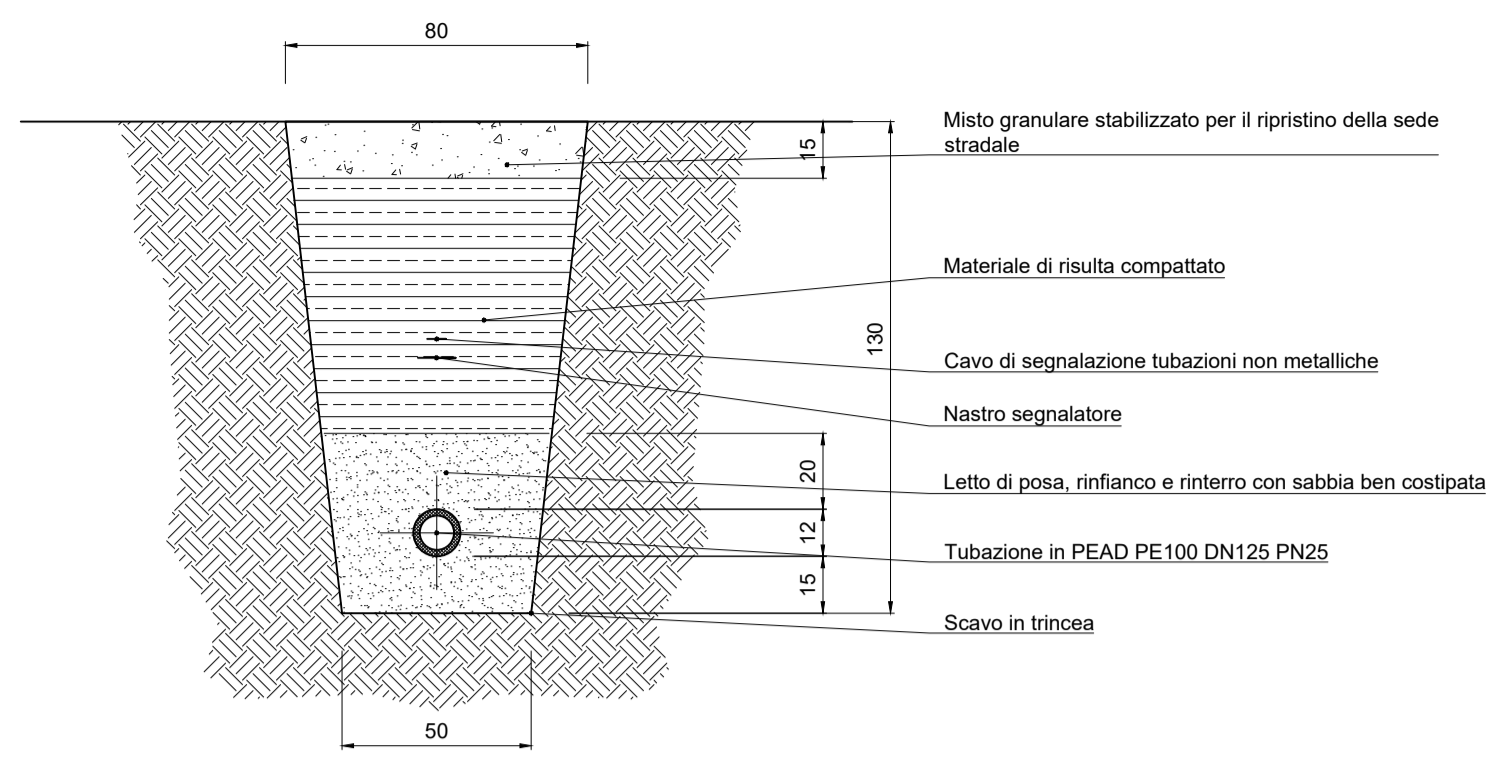 80
Misto granulare stabilizzato per il ripristino della sede
stradale
15
Materiale di risulta compattato
130
Cavo di segnalazione tubazioni non metalliche
Nastro segnalatore
20
Letto di posa, rinfianco e rinterro con sabbia ben costipata
12
Tubazione in PEAD PE100 DN125 PN25
15
Scavo in trincea
50